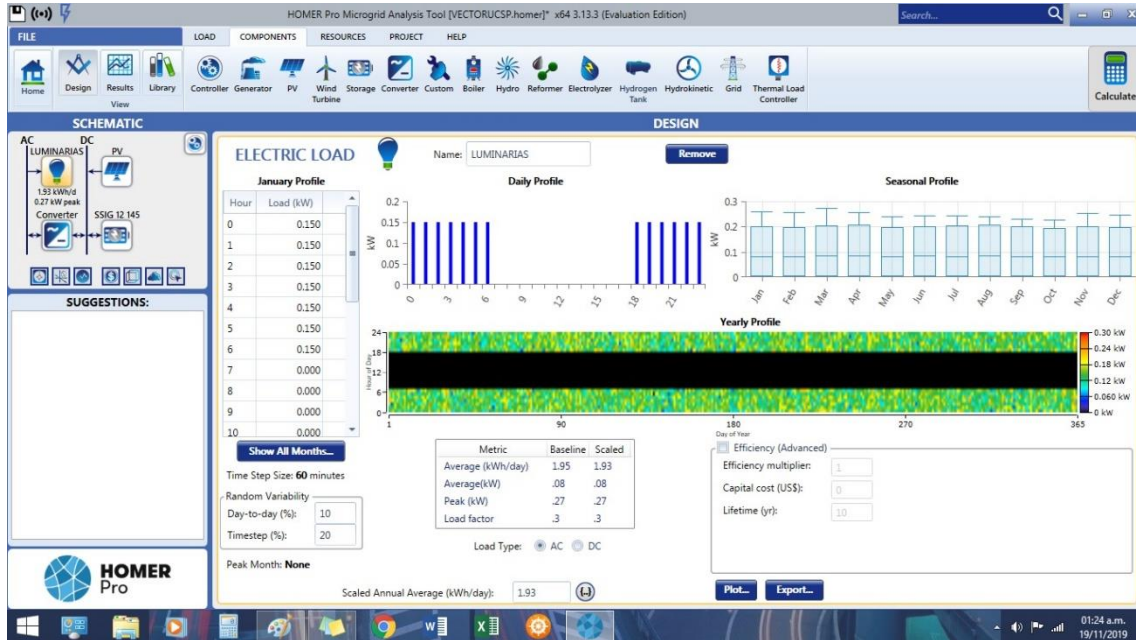 HOMER Pro Microgrid Analysis Tool [VECTORUCSP.homer]* x64 3.13.3 (Evaluation Edition)
Search...
FILE
LOAD COMPONENTS RESOURCES PROJECT HELP
Home
Design Results Library
View
Controller Generator PV Wind Turbine Storage Converter Custom Boiler Hydro Reformer Electrolyzer Hydrogen Tank Hydrokinetic Grid Thermal Load Controller
Calculate
SCHEMATIC
DESIGN
AC DC
LUMINARIAS PV
1.93 kWh/d
0.27 kW peak
Converter SSIG 12 145
SUGGESTIONS:
HOMER
Pro
ELECTRIC LOAD
Name: LUMINARIAS
Remove
January Profile
Hour Load (kW)
0 0.150
1 0.150
2 0.150
3 0.150
4 0.150
5 0.150
6 0.150
7 0.000
8 0.000
9 0.000
10 0.000
Show All Months...
Time Step Size: 60 minutes
Random Variability
Day-to-day (%): 10
Timestep (%): 20
Peak Month: None
Daily Profile
kW
0.2
0.15
0.1
0.05
0
0 3 6 9 12 15 18 21
Seasonal Profile
kW
0.3
0.2
0.1
0
Jan Feb Mar Apr May Jun Jul Aug Sep Oct Nov Dec
Yearly Profile
Hour of Day
24
18
12
6
0
1 90 180 270 365
Day of Year
0.30 kW
0.24 kW
0.18 kW
0.12 kW
0.060 kW
0 kW
Metric Baseline Scaled
Average (kWh/day) 1.95 1.93
Average(kW) .08 .08
Peak (kW) .27 .27
Load factor .3 .3
Load Type: AC DC
Scaled Annual Average (kWh/day): 1.93
Efficiency (Advanced)
Efficiency multiplier: 1
Capital cost (US$): 0
Lifetime (yr): 10
Plot... Export...
01:24 a.m.
19/11/2019